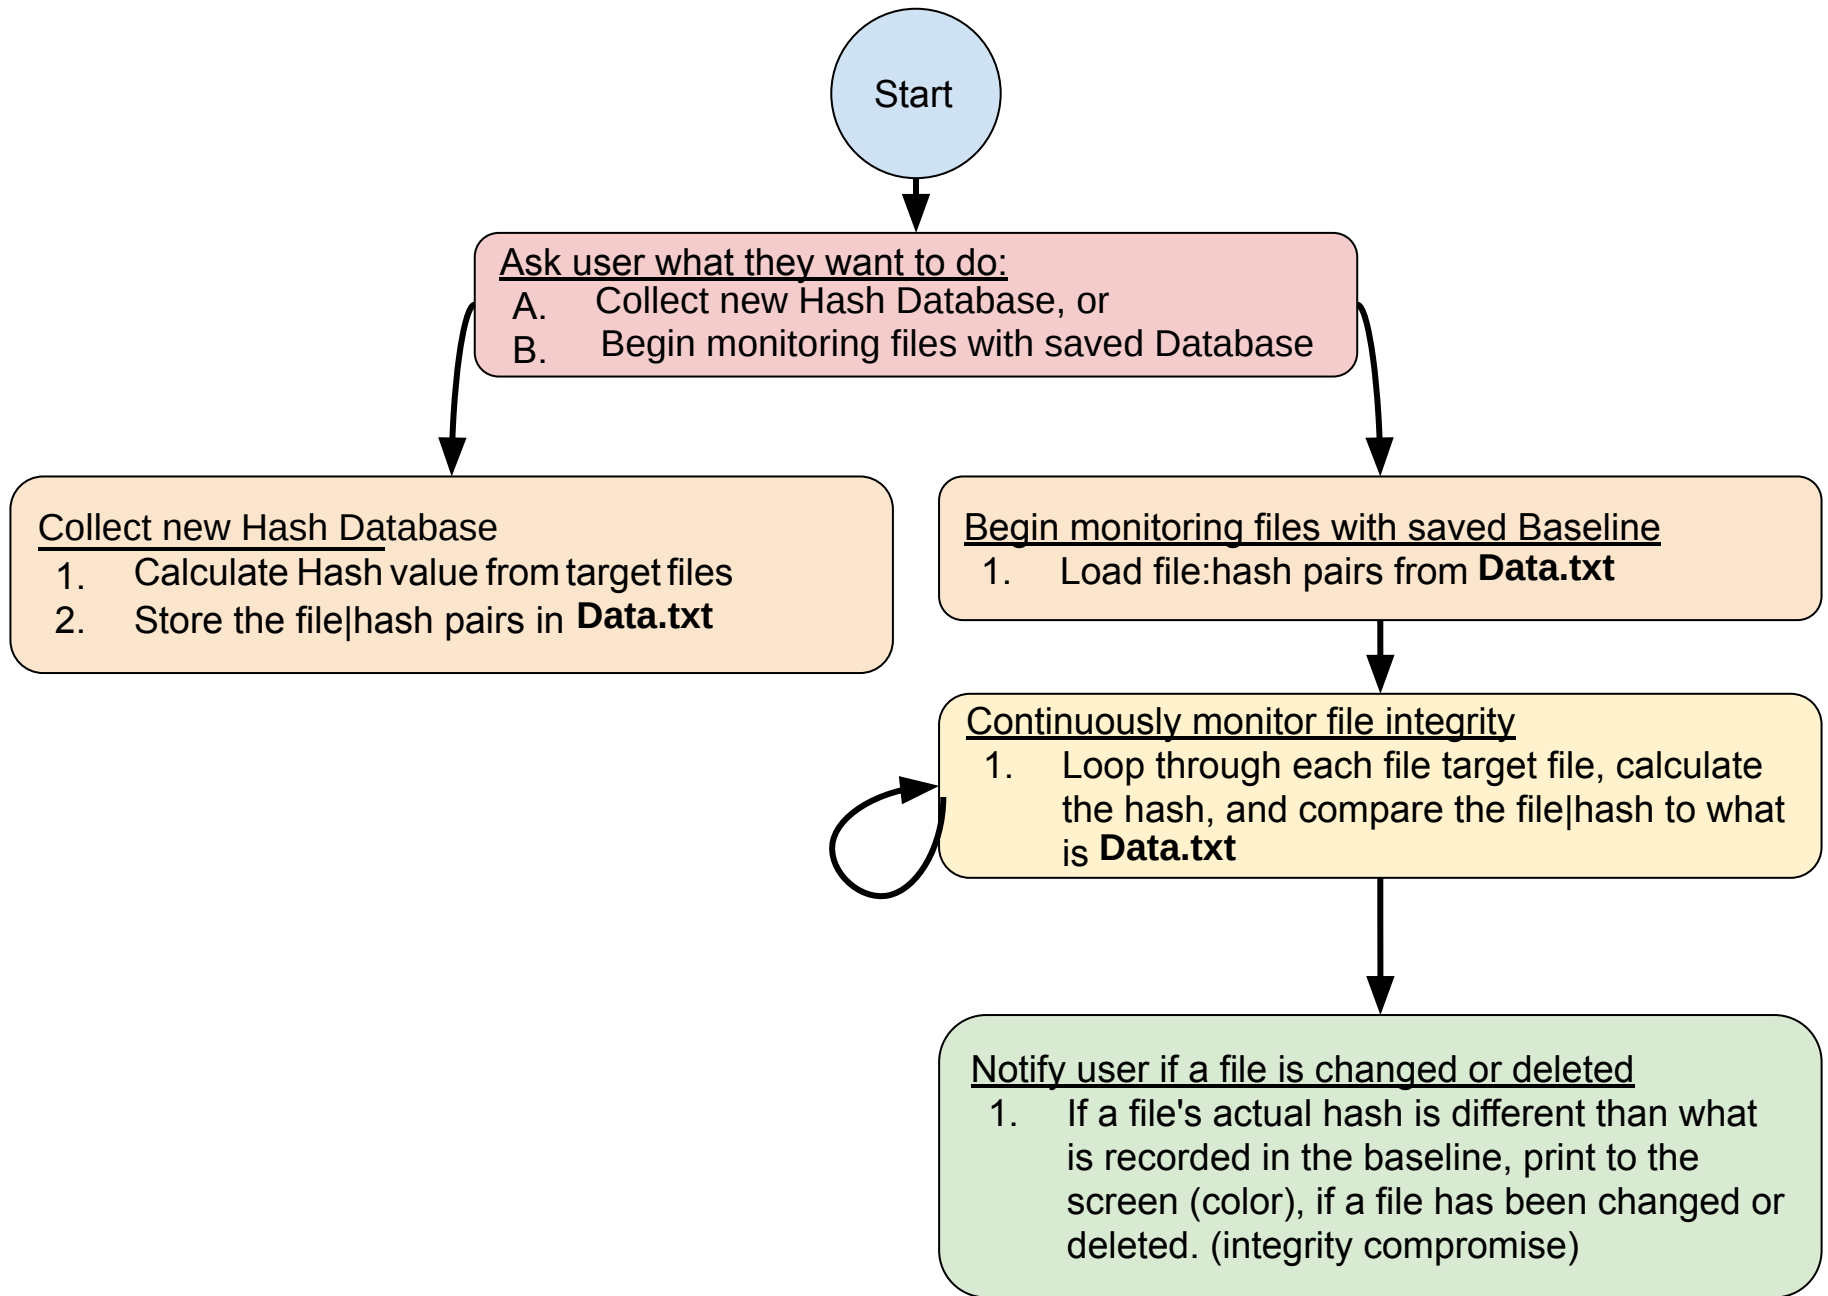 Start
Ask user what they want to do:
A. Collect new Hash Database, or
B. Begin monitoring files with saved Database
Collect new Hash Database
1. Calculate Hash value from target files
2. Store the file|hash pairs in Data.txt
Begin monitoring files with saved Baseline
1. Load file:hash pairs from Data.txt
Continuously monitor file integrity
1. Loop through each file target file, calculate
the hash, and compare the file|hash to what
is Data.txt
Notify user if a file is changed or deleted
1. If a file's actual hash is different than what
is recorded in the baseline, print to the
screen (color), if a file has been changed or
deleted. (integrity compromise)